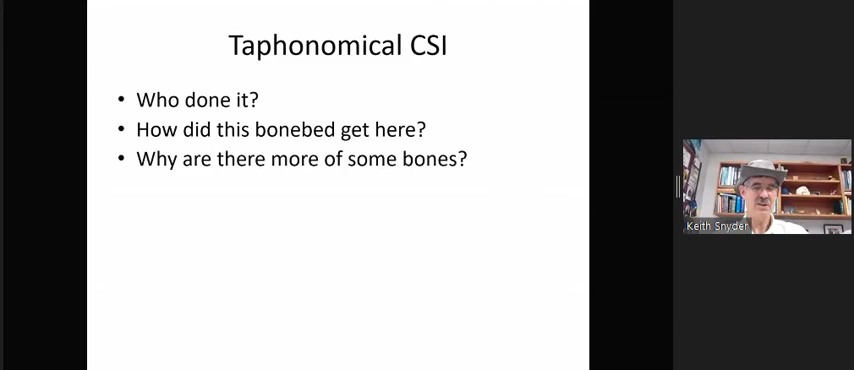 Taphonomical CSI
• Who done it?
• How did this bonebed get here?
• Why are there more of some bones?
Keith Snyder